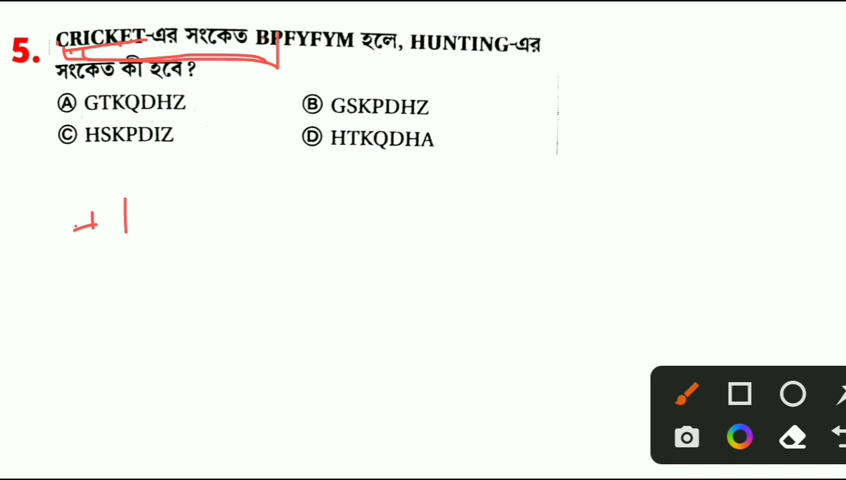 5. CRICKET-এর সংকেত BPFYFYM হলে, HUNTING-এর
সংকেত কী হবে?
Ⓐ GTKQDHZ Ⓑ GSKPDHZ
Ⓒ HSKPDIZ Ⓓ HTKQDHA